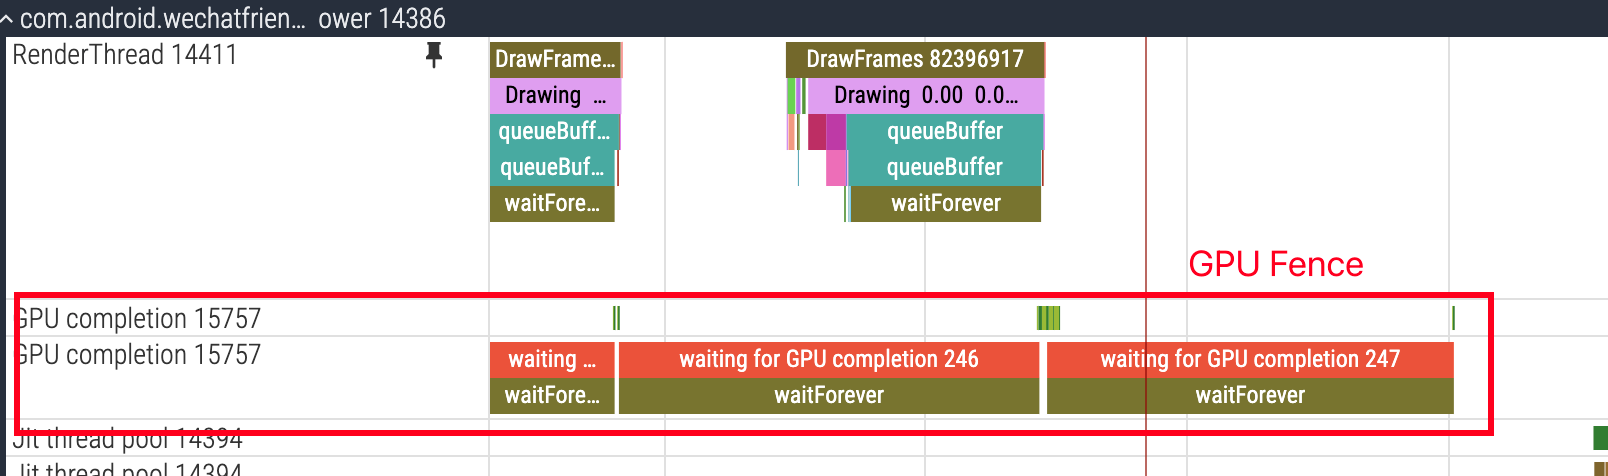 com.android.wechatfrien… ower 14386
RenderThread 14411
DrawFrame… DrawFrames 82396917
Drawing … Drawing 0.00 0.0…
queueBuff… queueBuffer
queueBuf… queueBuffer
waitFore… waitForever
GPU Fence
GPU completion 15757
GPU completion 15757
waiting … waiting for GPU completion 246 waiting for GPU completion 247
waitFore… waitForever waitForever
Jit thread pool 14394
Jit thread pool 14394